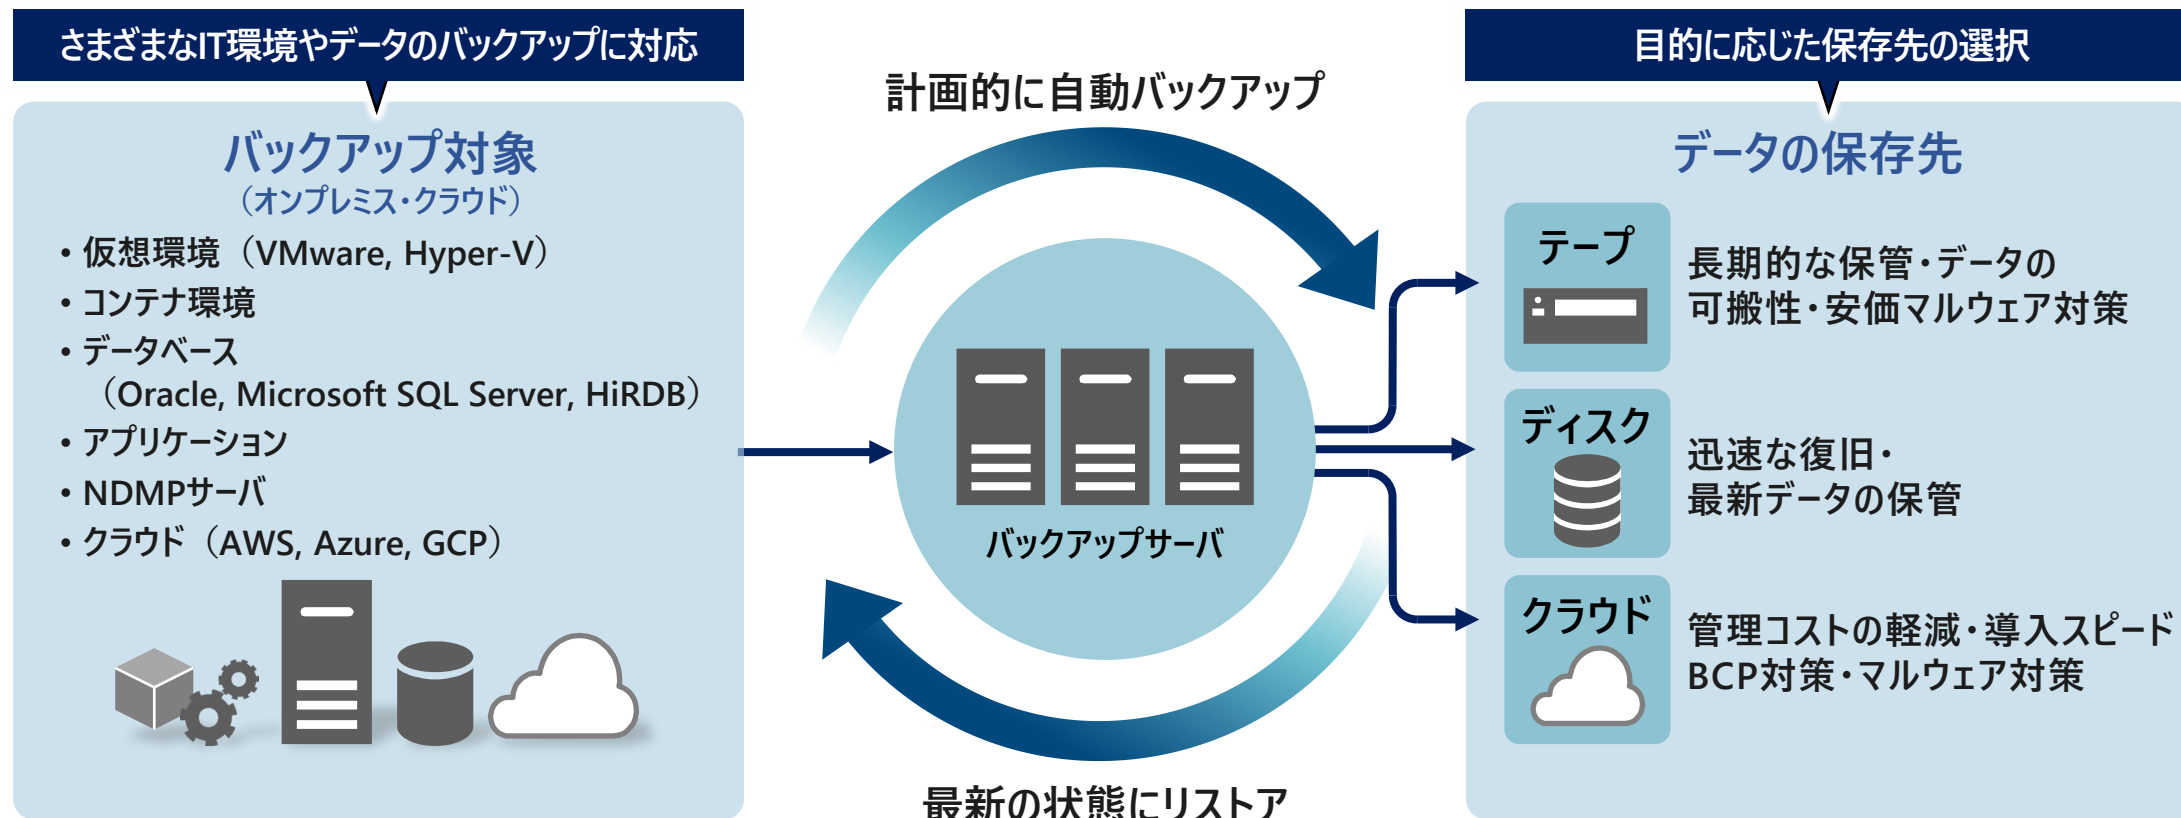 さまざまなIT環境やデータのバックアップに対応
バックアップ対象
（オンプレミス・クラウド）
・仮想環境（VMware, Hyper-V）
・コンテナ環境
・データベース
（Oracle, Microsoft SQL Server, HiRDB）
・アプリケーション
・NDMPサーバ
・クラウド（AWS, Azure, GCP）
計画的に自動バックアップ
バックアップサーバ
最新の状態にリストア
目的に応じた保存先の選択
データの保存先
テープ
長期的な保管・データの
可搬性・安価マルウェア対策
ディスク
迅速な復旧・
最新データの保管
クラウド
管理コストの軽減・導入スピード
BCP対策・マルウェア対策